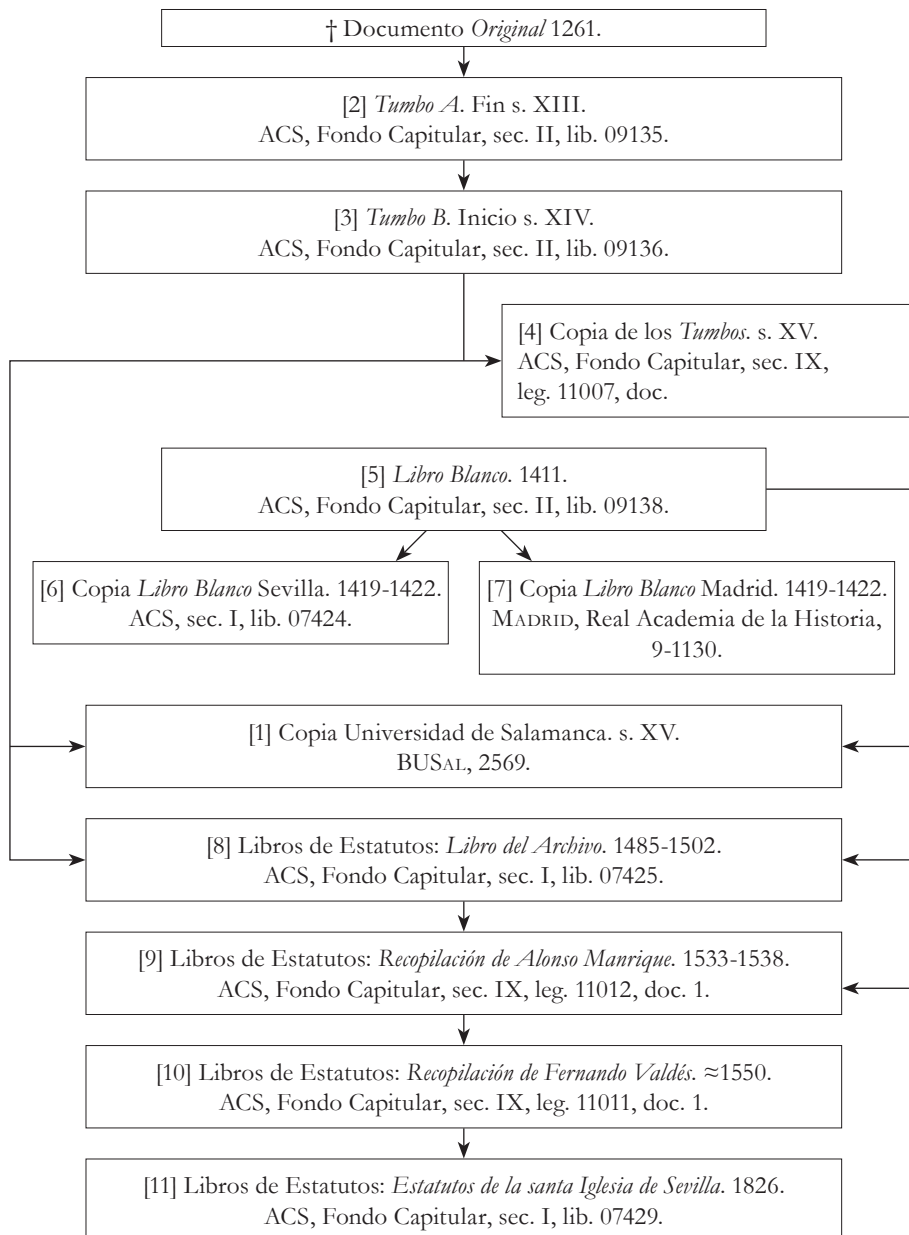 † Documento Original 1261.
[2] Tumbo A. Fin s. XIII.
ACS, Fondo Capitular, sec. II, lib. 09135.
[3] Tumbo B. Inicio s. XIV.
ACS, Fondo Capitular, sec. II, lib. 09136.
[4] Copia de los Tumbos. s. XV.
ACS, Fondo Capitular, sec. IX,
leg. 11007, doc.
[5] Libro Blanco. 1411.
ACS, Fondo Capitular, sec. II, lib. 09138.
[6] Copia Libro Blanco Sevilla. 1419-1422.
ACS, sec. I, lib. 07424.
[7] Copia Libro Blanco Madrid. 1419-1422.
MADRID, Real Academia de la Historia,
9-1130.
[1] Copia Universidad de Salamanca. s. XV.
BUSAL, 2569.
[8] Libros de Estatutos: Libro del Archivo. 1485-1502.
ACS, Fondo Capitular, sec. I, lib. 07425.
[9] Libros de Estatutos: Recopilación de Alonso Manrique. 1533-1538.
ACS, Fondo Capitular, sec. IX, leg. 11012, doc. 1.
[10] Libros de Estatutos: Recopilación de Fernando Valdés. ≈1550.
ACS, Fondo Capitular, sec. IX, leg. 11011, doc. 1.
[11] Libros de Estatutos: Estatutos de la santa Iglesia de Sevilla. 1826.
ACS, Fondo Capitular, sec. I, lib. 07429.